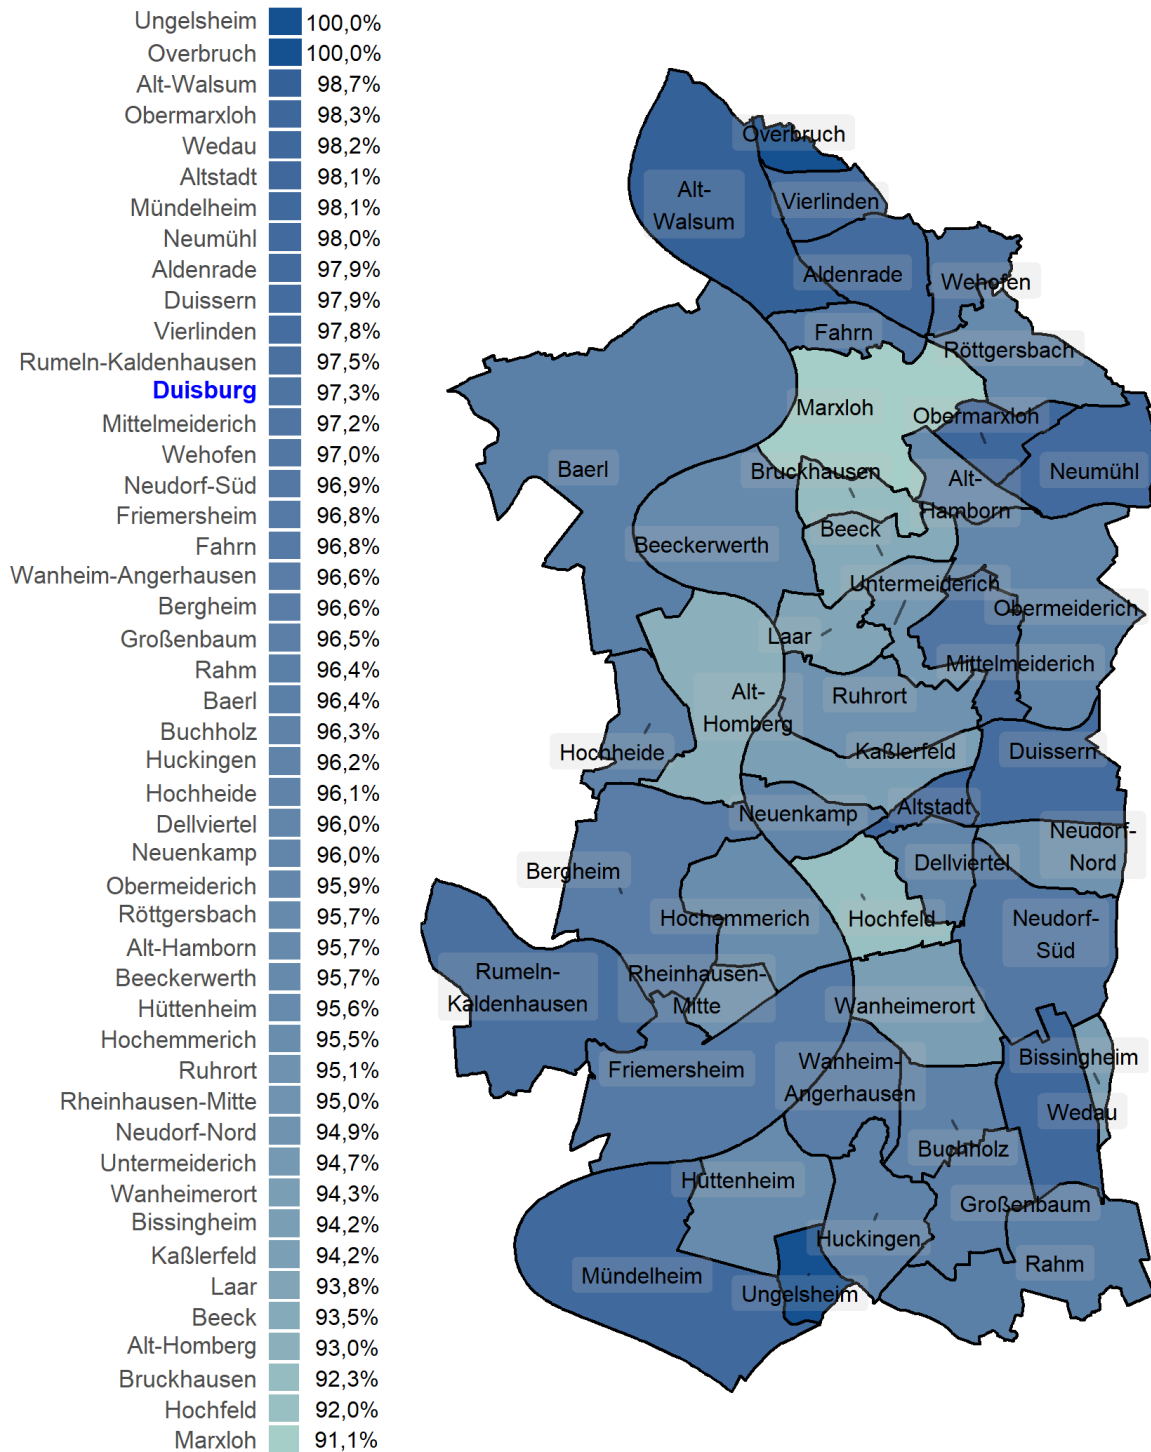 Ungelsheim 100,0%
Overbruch 100,0%
Alt-Walsum 98,7%
Obermarxloh 98,3%
Wedau 98,2%
Altstadt 98,1%
Mündelheim 98,1%
Neumühl 98,0%
Aldenrade 97,9%
Duissern 97,9%
Vierlinden 97,8%
Rumeln-Kaldenhausen 97,5%
Duisburg 97,3%
Mittelmeiderich 97,2%
Wehofen 97,0%
Neudorf-Süd 96,9%
Friemersheim 96,8%
Fahrn 96,8%
Wanheim-Angerhausen 96,6%
Bergheim 96,6%
Großenbaum 96,5%
Rahm 96,4%
Baerl 96,4%
Buchholz 96,3%
Huckingen 96,2%
Hochheide 96,1%
Dellviertel 96,0%
Neuenkamp 96,0%
Obermeiderich 95,9%
Röttgersbach 95,7%
Alt-Hamborn 95,7%
Beeckerwerth 95,7%
Hüttenheim 95,6%
Hochemmerich 95,5%
Ruhrort 95,1%
Rheinhausen-Mitte 95,0%
Neudorf-Nord 94,9%
Untermeiderich 94,7%
Wanheimerort 94,3%
Bissingheim 94,2%
Kaßlerfeld 94,2%
Laar 93,8%
Beeck 93,5%
Alt-Homberg 93,0%
Bruckhausen 92,3%
Hochfeld 92,0%
Marxloh 91,1%
Overbruch
Alt-
Walsum
Vierlinden
Aldenrade
Wehofen
Fahrn
Röttgersbach
Marxloh
Obermarxloh
Baerl
Bruckhausen
Neumühl
Alt-
Hamborn
Beeck
Beeckerwerth
Untermeiderich
Obermeiderich
Laar
Mittelmeiderich
Ruhrort
Alt-
Homberg
Hochheide
Kaßlerfeld
Duissern
Neuenkamp
Altstadt
Neudorf-
Nord
Bergheim
Dellviertel
Hochemmerich
Hochfeld
Neudorf-
Süd
Rumeln-
Kaldenhausen
Rheinhausen-
Mitte
Wanheimerort
Bissingheim
Friemersheim
Wanheim-
Angerhausen
Wedau
Buchholz
Hüttenheim
Großenbaum
Huckingen
Rahm
Mündelheim
Ungelsheim